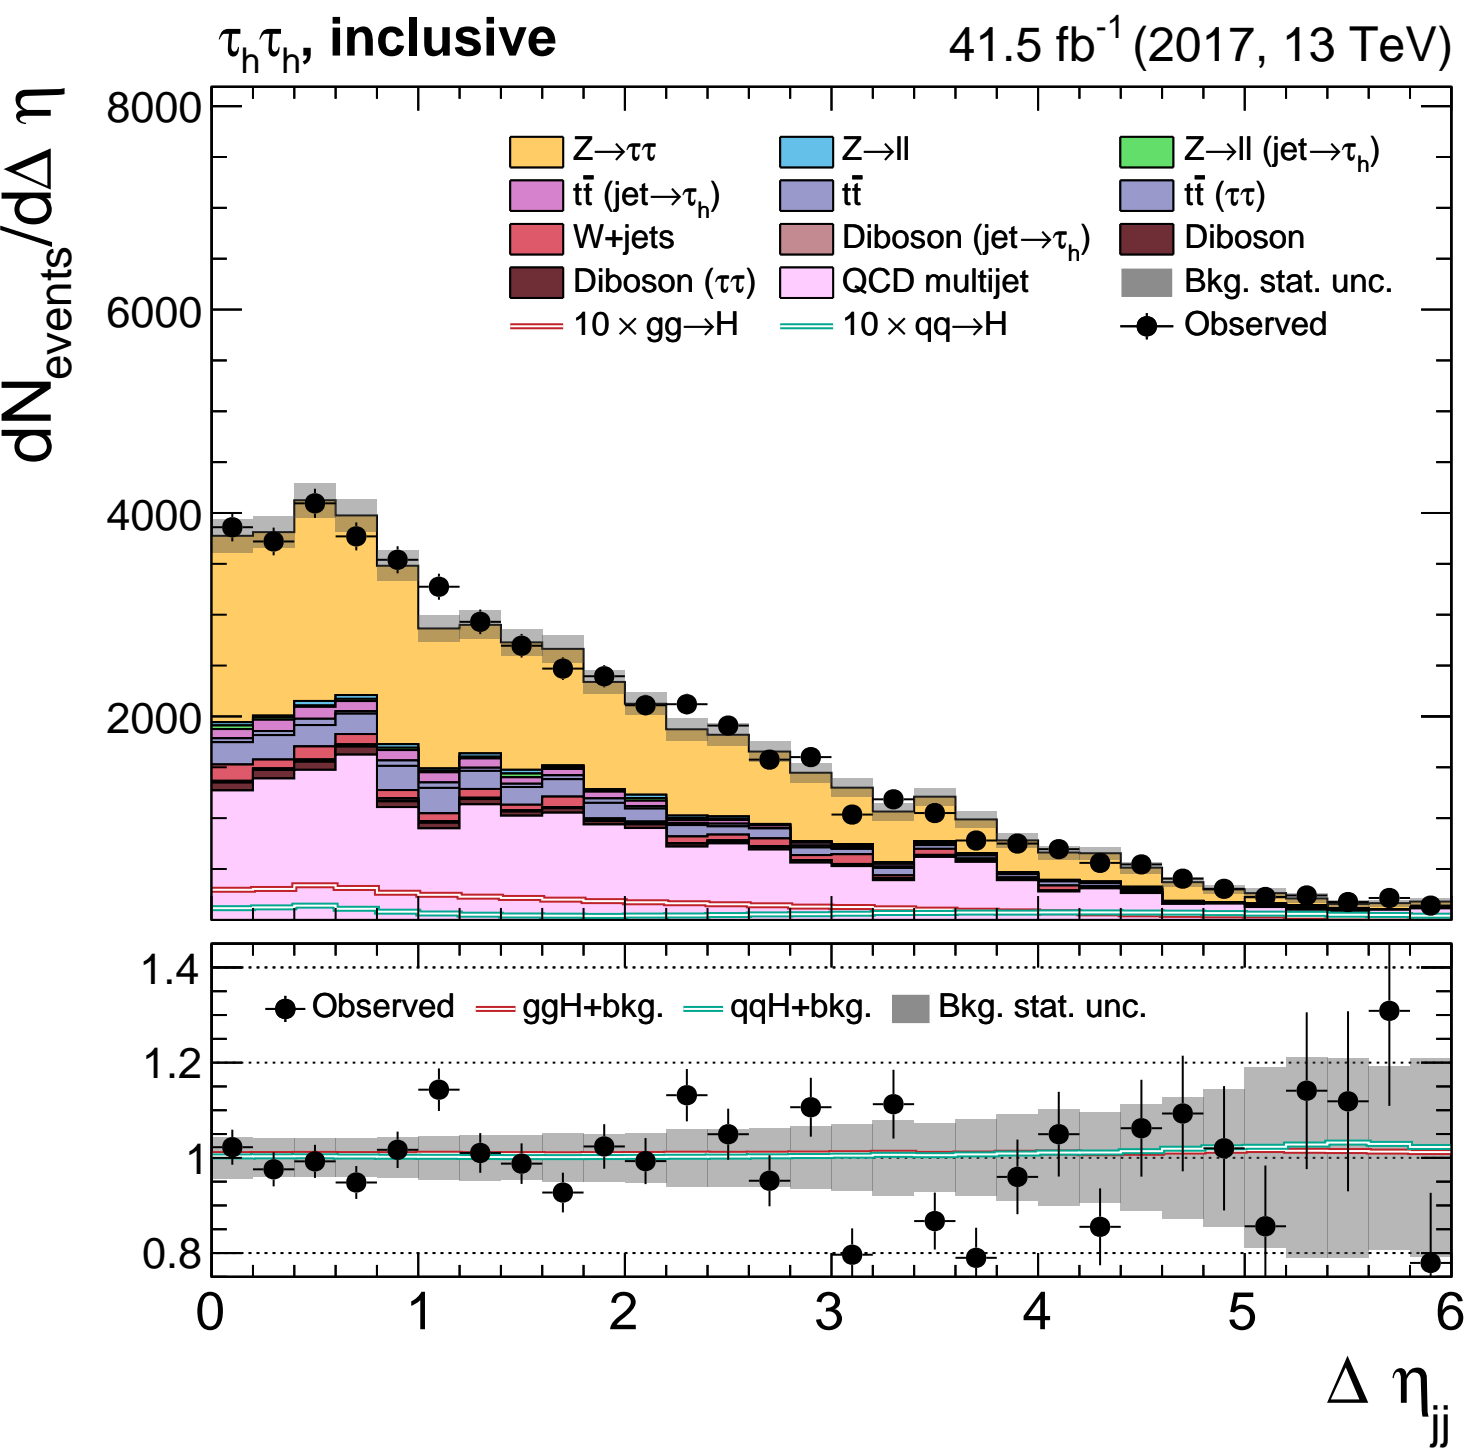 τhτh, inclusive 41.5 fb-1 (2017, 13 TeV)
dNevents/dΔ η
8000
6000
4000
2000
Z→ττ Z→ll Z→ll (jet→τh)
tt̄ (jet→τh) tt̄ tt̄ (ττ)
W+jets Diboson (jet→τh) Diboson
Diboson (ττ) QCD multijet Bkg. stat. unc.
10 × gg→H 10 × qq→H Observed
1.4
1.2
1
0.8
Observed ggH+bkg. qqH+bkg. Bkg. stat. unc.
0 1 2 3 4 5 6
Δ ηjj